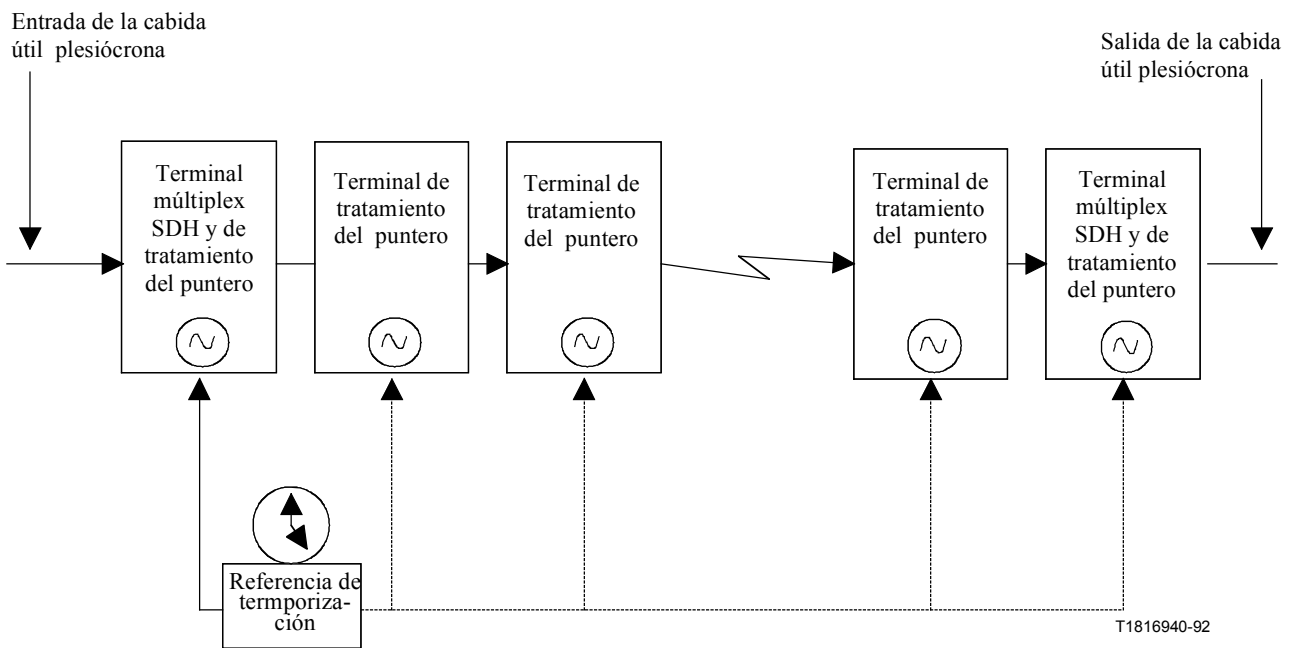 Entrada de la cabida
útil plesiócrona
Salida de la cabida
útil plesiócrona
Terminal
múltiplex
SDH y de
tratamiento
del puntero
Terminal de
tratamiento
del puntero
Terminal de
tratamiento
del puntero
Terminal de
tratamiento
del puntero
Terminal
múltiplex
SDH y de
tratamiento
del puntero
Referencia de
termporiza-
ción
T1816940-92